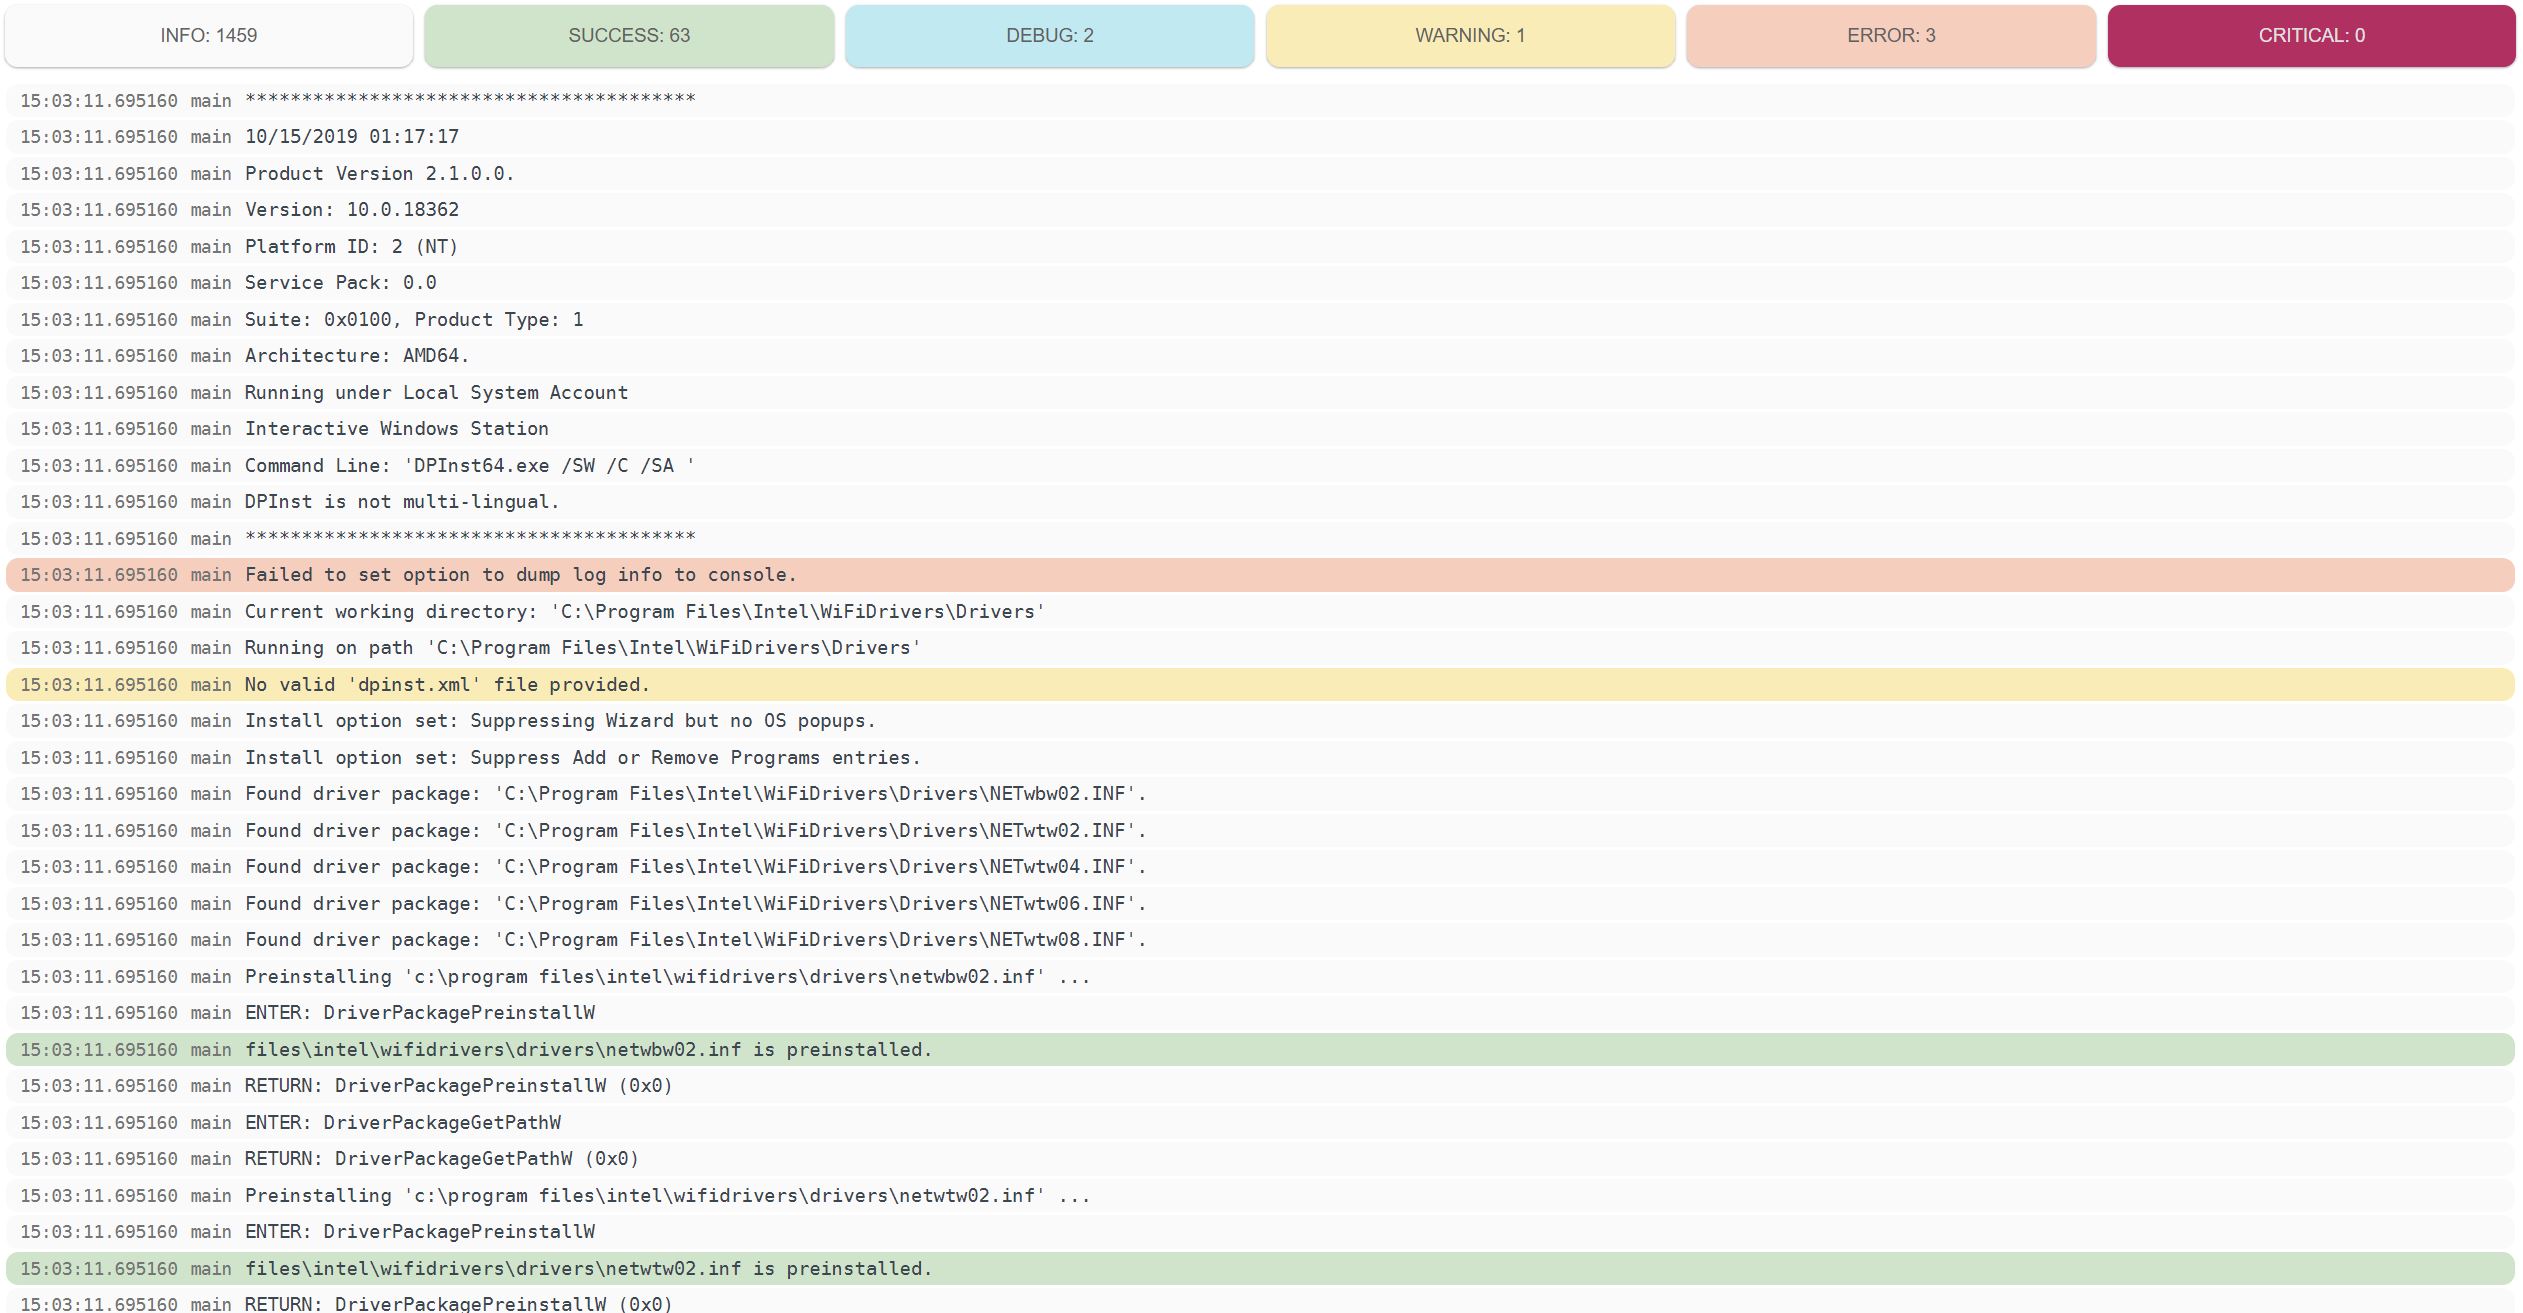 INFO: 1459 SUCCESS: 63 DEBUG: 2 WARNING: 1 ERROR: 3 CRITICAL: 0
15:03:11.695160 main ****************************************
15:03:11.695160 main 10/15/2019 01:17:17
15:03:11.695160 main Product Version 2.1.0.0.
15:03:11.695160 main Version: 10.0.18362
15:03:11.695160 main Platform ID: 2 (NT)
15:03:11.695160 main Service Pack: 0.0
15:03:11.695160 main Suite: 0x0100, Product Type: 1
15:03:11.695160 main Architecture: AMD64.
15:03:11.695160 main Running under Local System Account
15:03:11.695160 main Interactive Windows Station
15:03:11.695160 main Command Line: 'DPInst64.exe /SW /C /SA '
15:03:11.695160 main DPInst is not multi-lingual.
15:03:11.695160 main ****************************************
15:03:11.695160 main Failed to set option to dump log info to console.
15:03:11.695160 main Current working directory: 'C:\Program Files\Intel\WiFiDrivers\Drivers'
15:03:11.695160 main Running on path 'C:\Program Files\Intel\WiFiDrivers\Drivers'
15:03:11.695160 main No valid 'dpinst.xml' file provided.
15:03:11.695160 main Install option set: Suppressing Wizard but no OS popups.
15:03:11.695160 main Install option set: Suppress Add or Remove Programs entries.
15:03:11.695160 main Found driver package: 'C:\Program Files\Intel\WiFiDrivers\Drivers\NETwbw02.INF'.
15:03:11.695160 main Found driver package: 'C:\Program Files\Intel\WiFiDrivers\Drivers\NETwtw02.INF'.
15:03:11.695160 main Found driver package: 'C:\Program Files\Intel\WiFiDrivers\Drivers\NETwtw04.INF'.
15:03:11.695160 main Found driver package: 'C:\Program Files\Intel\WiFiDrivers\Drivers\NETwtw06.INF'.
15:03:11.695160 main Found driver package: 'C:\Program Files\Intel\WiFiDrivers\Drivers\NETwtw08.INF'.
15:03:11.695160 main Preinstalling 'c:\program files\intel\wifidrivers\drivers\netwbw02.inf' ...
15:03:11.695160 main ENTER: DriverPackagePreinstallW
15:03:11.695160 main files\intel\wifidrivers\drivers\netwbw02.inf is preinstalled.
15:03:11.695160 main RETURN: DriverPackagePreinstallW (0x0)
15:03:11.695160 main ENTER: DriverPackageGetPathW
15:03:11.695160 main RETURN: DriverPackageGetPathW (0x0)
15:03:11.695160 main Preinstalling 'c:\program files\intel\wifidrivers\drivers\netwtw02.inf' ...
15:03:11.695160 main ENTER: DriverPackagePreinstallW
15:03:11.695160 main files\intel\wifidrivers\drivers\netwtw02.inf is preinstalled.
15:03:11.695160 main RETURN: DriverPackagePreinstallW (0x0)